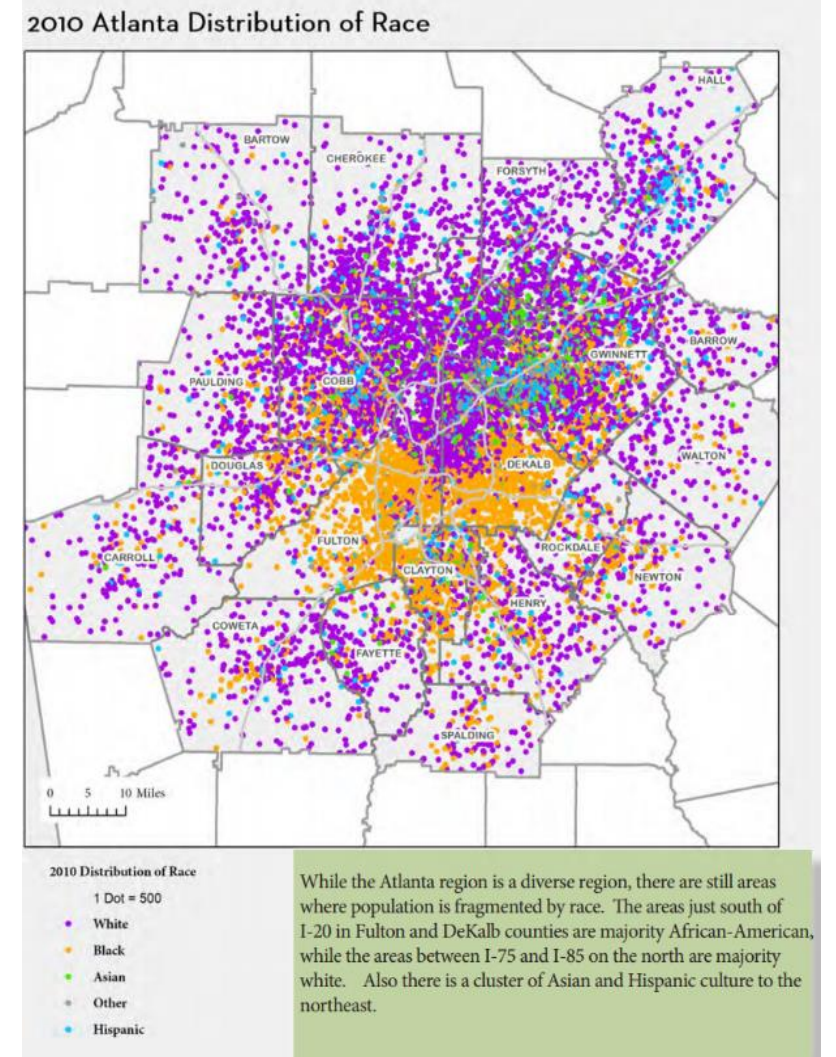 2010 Atlanta Distribution of Race
HALL
BARTOW
CHEROKEE
FORSYTH
BARROW
GWINNETT
PAULDING
COBB
WALTON
DOUGLAS
DEKALB
FULTON
ROCKDALE
CARROLL
CLAYTON
NEWTON
HENRY
COWETA
FAYETTE
SPALDING
0 5 10 Miles
2010 Distribution of Race
1 Dot = 500
White
Black
Asian
Other
Hispanic
While the Atlanta region is a diverse region, there are still areas
where population is fragmented by race. The areas just south of
I-20 in Fulton and DeKalb counties are majority African-American,
while the areas between I-75 and I-85 on the north are majority
white. Also there is a cluster of Asian and Hispanic culture to the
northeast.